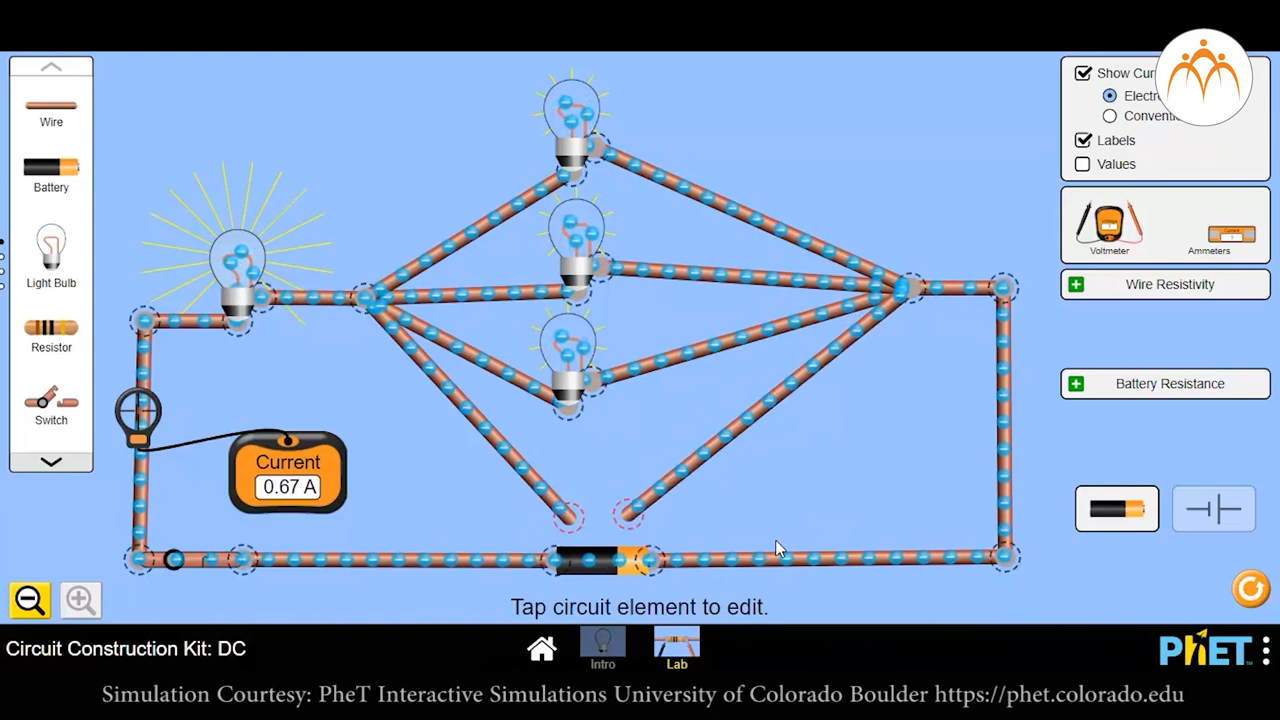 Wire
Battery
Light Bulb
Resistor
Switch
Current
0.67 A
Show Cur
Electr
Conventi
Labels
Values
Voltmeter
Ammeters
Wire Resistivity
Battery Resistance
Tap circuit element to edit.
Circuit Construction Kit: DC
Intro
Lab
PhET
Simulation Courtesy: PheT Interactive Simulations University of Colorado Boulder https://phet.colorado.edu